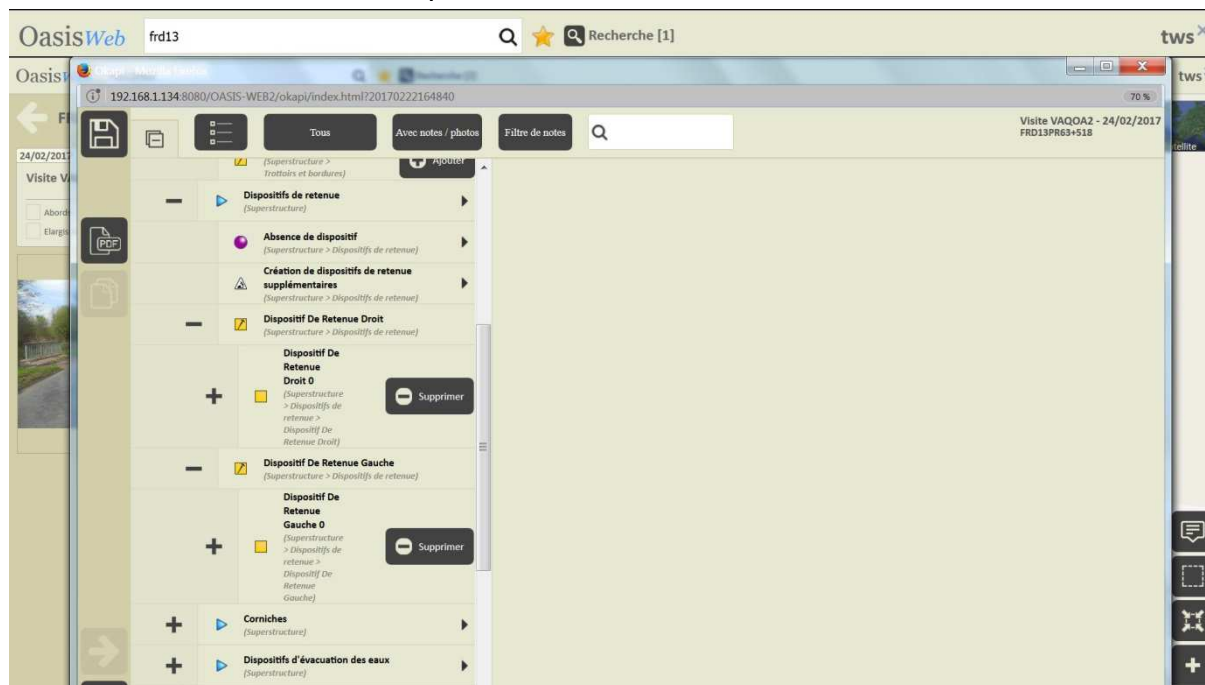 OasisWeb frd13 Recherche [1] tws
Oasis tws
192.168.1.134:8080/OASIS-WEB2/okapi/index.html?20170222164840 70 %
Tous Avec notes / photos Filtre de notes
Visite VAQOA2 - 24/02/2017
FRD13PR63+518
24/02/2017
Visite
PDF
(Superstructure >
Trottoirs et bordures)
Ajouter
Dispositifs de retenue
(Superstructure)
Absence de dispositif
(Superstructure > Dispositifs de retenue)
Création de dispositifs de retenue
supplémentaires
(Superstructure > Dispositifs de retenue)
Dispositif De Retenue Droit
(Superstructure > Dispositifs de retenue)
Dispositif De
Retenue
Droit 0
(Superstructure
> Dispositifs de
retenue >
Dispositif De
Retenue Droit)
Supprimer
Dispositif De Retenue Gauche
(Superstructure > Dispositifs de retenue)
Dispositif De
Retenue
Gauche 0
(Superstructure
> Dispositifs de
retenue >
Dispositif De
Retenue
Gauche)
Supprimer
Corniches
(Superstructure)
Dispositifs d'évacuation des eaux
(Superstructure)